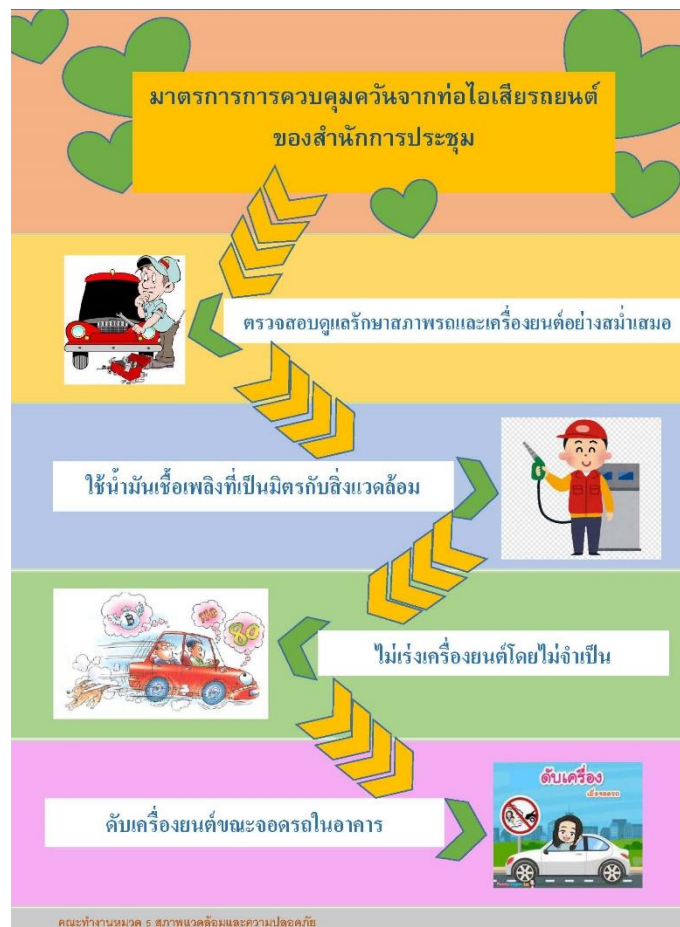 มาตรการการควบคุมควันจากท่อไอเสียรถยนต์
ของสำนักการประชุม
ตรวจสอบดูแลรักษาสภาพรถและเครื่องยนต์อย่างสม่ำเสมอ
ใช้น้ำมันเชื้อเพลิงที่เป็นมิตรกับสิ่งแวดล้อม
B
80
ไม่เร่งเครื่องยนต์โดยไม่จำเป็น
ดับเครื่อง
เมื่อจอดรถ
ดับเครื่องยนต์ขณะจอดรถในอาคาร
คณะทำงานหมวด 5 สภาพแวดล้อมและความปลอดภัย